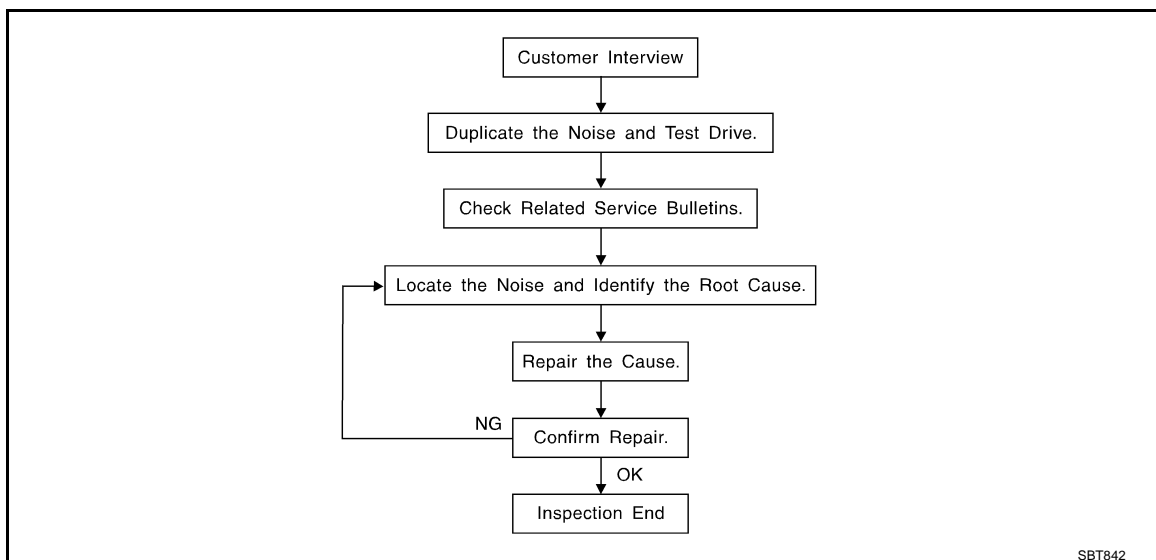 Customer Interview
Duplicate the Noise and Test Drive.
Check Related Service Bulletins.
Locate the Noise and Identify the Root Cause.
Repair the Cause.
NG
Confirm Repair.
OK
Inspection End
SBT842